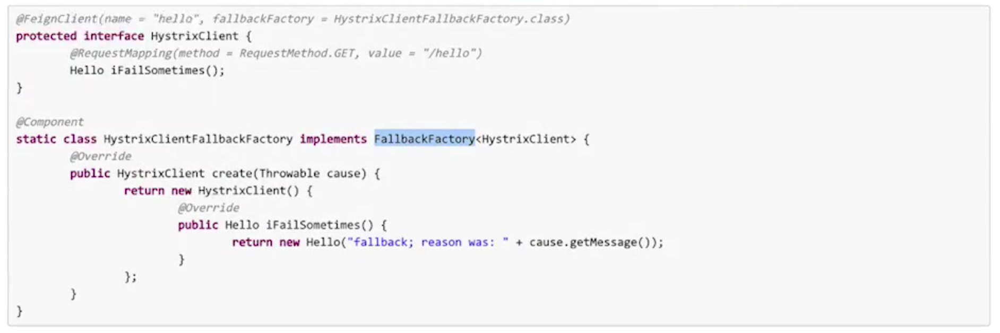 @FeignClient(name = "hello", fallbackFactory = HystrixClientFallbackFactory.class)
protected interface HystrixClient {
@RequestMapping(method = RequestMethod.GET, value = "/hello")
Hello iFailSometimes();
}
@Component
static class HystrixClientFallbackFactory implements FallbackFactory<HystrixClient> {
@Override
public HystrixClient create(Throwable cause) {
return new HystrixClient() {
@Override
public Hello iFailSometimes() {
return new Hello("fallback; reason was: " + cause.getMessage());
}
};
}
}